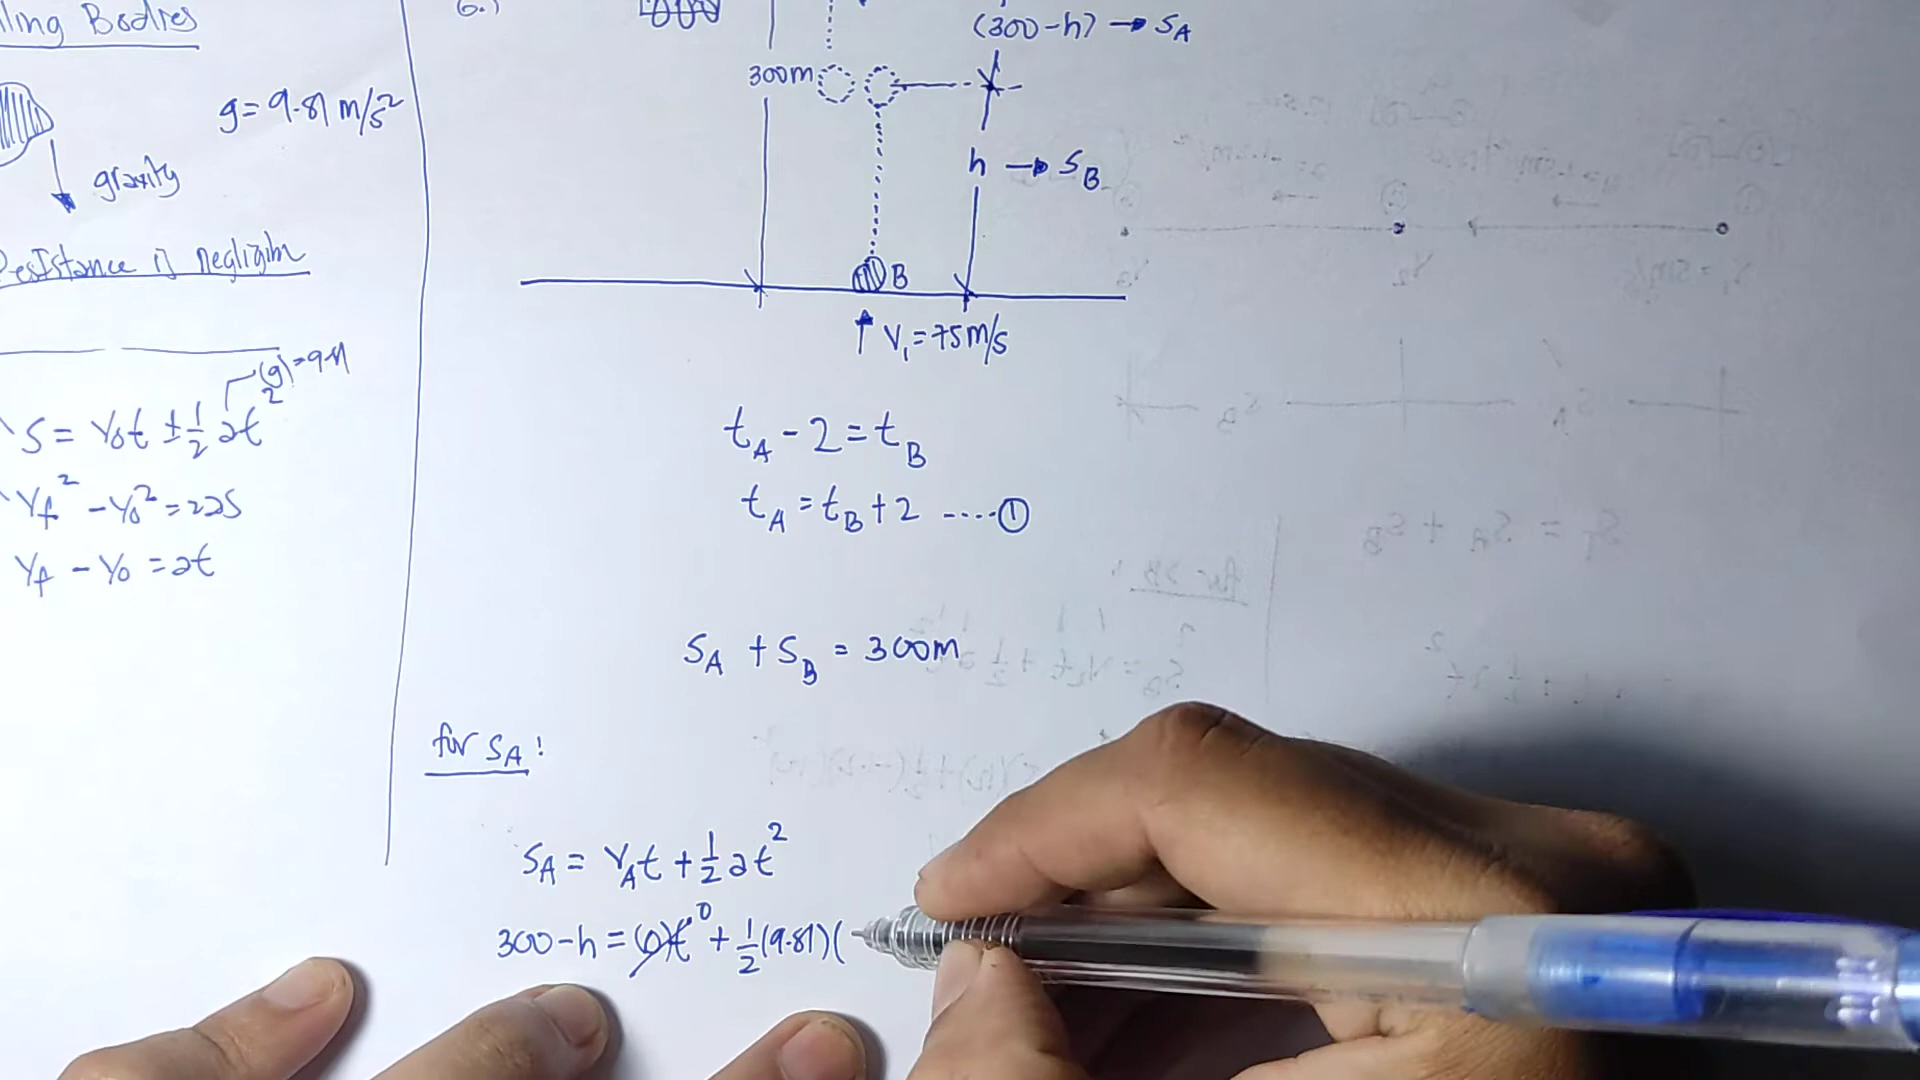 lling Bodies
g = 9.81 m/s²
gravity
Resistance is
(g) = 9.81
S = V₀t ± ½ at²
V_f² - V₀² = 2aS
V_f - V₀ = at
6.)
(300-h) → S_A
300m
h → S_B
B
V₁ = 75 m/s
t_A - 2 = t_B
t_A = t_B + 2 ----①
S_A + S_B = 300m
for S_A:
S_A = V_A t + ½ at²
300 - h = (0)t⁰ + ½(9.81)(